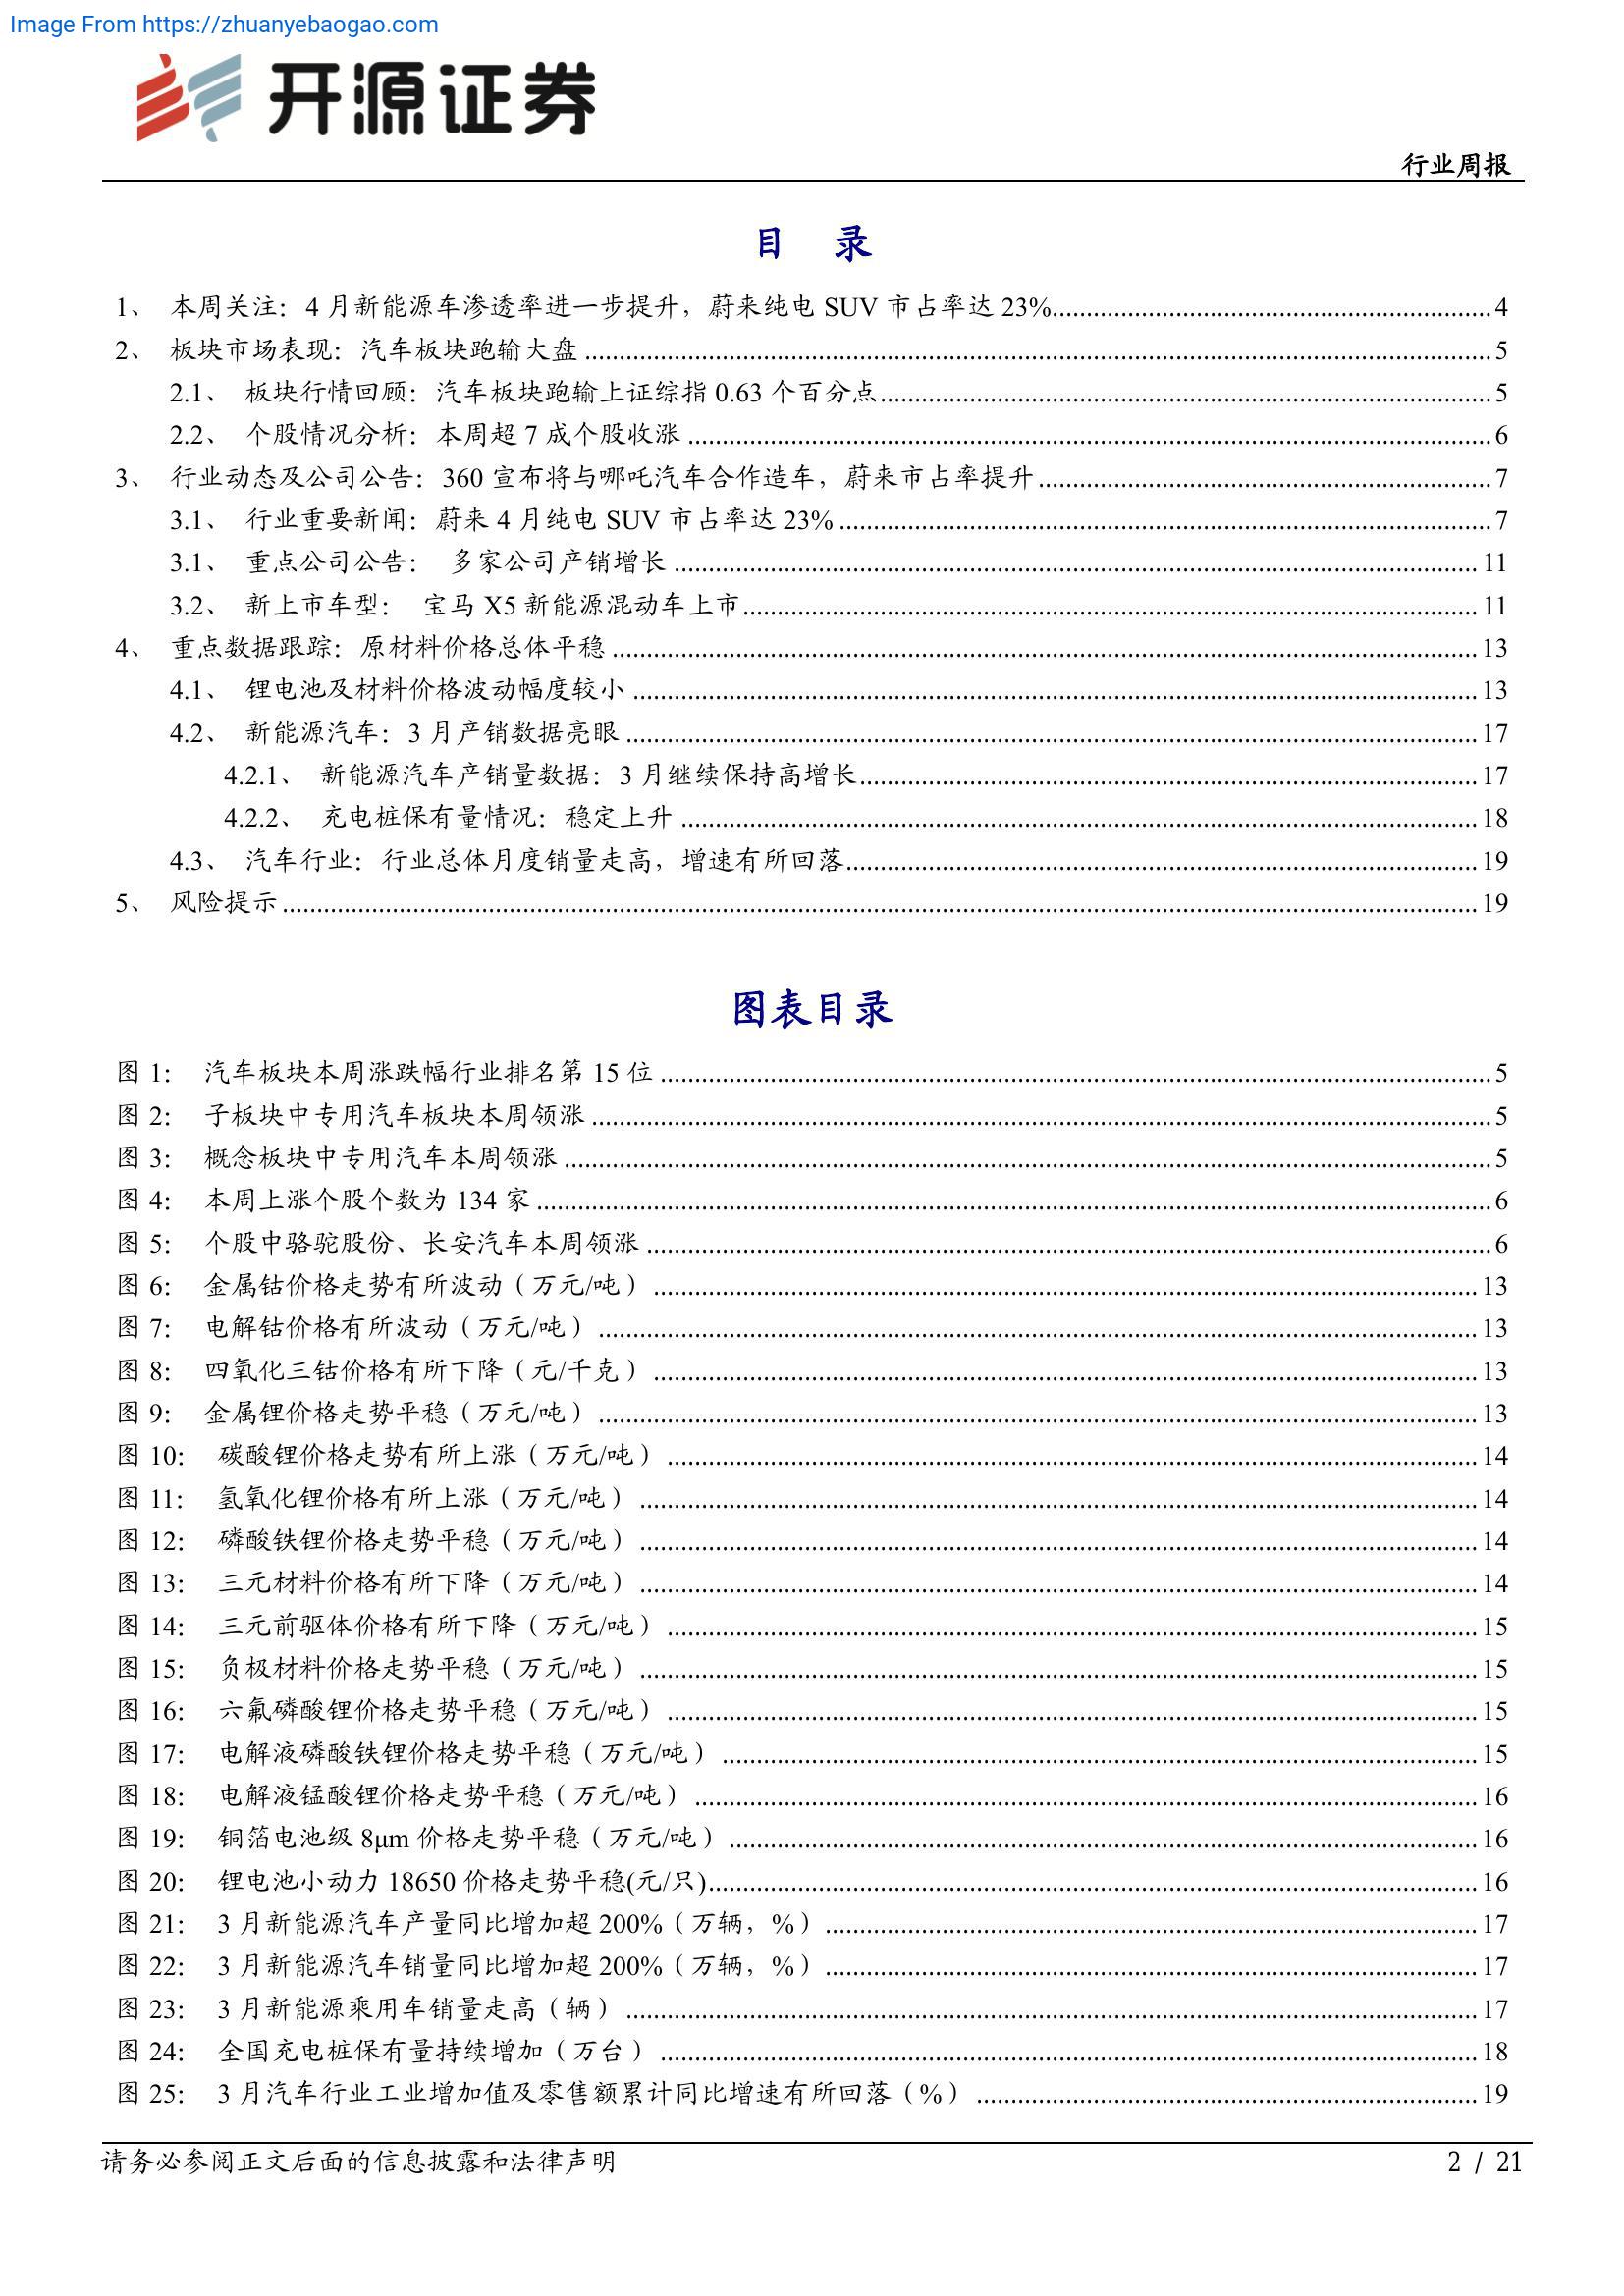 Image From https://zhuanyebaogao.com
开源证券
行业周报
目 录
1、 本周关注：4 月新能源车渗透率进一步提升，蔚来纯电 SUV 市占率达 23%........4
2、 板块市场表现：汽车板块跑输大盘........5
2.1、 板块行情回顾：汽车板块跑输上证综指 0.63 个百分点........5
2.2、 个股情况分析：本周超 7 成个股收涨........6
3、 行业动态及公司公告：360 宣布将与哪吒汽车合作造车，蔚来市占率提升........7
3.1、 行业重要新闻：蔚来 4 月纯电 SUV 市占率达 23%........7
3.1、 重点公司公告： 多家公司产销增长........11
3.2、 新上市车型： 宝马 X5 新能源混动车上市........11
4、 重点数据跟踪：原材料价格总体平稳........13
4.1、 锂电池及材料价格波动幅度较小........13
4.2、 新能源汽车：3 月产销数据亮眼........17
4.2.1、 新能源汽车产销量数据：3 月继续保持高增长........17
4.2.2、 充电桩保有量情况：稳定上升........18
4.3、 汽车行业：行业总体月度销量走高，增速有所回落........19
5、 风险提示........19
图表目录
图 1： 汽车板块本周涨跌幅行业排名第 15 位........5
图 2： 子板块中专用汽车板块本周领涨........5
图 3： 概念板块中专用汽车本周领涨........5
图 4： 本周上涨个股个数为 134 家........6
图 5： 个股中骆驼股份、长安汽车本周领涨........6
图 6： 金属钴价格走势有所波动（万元/吨）........13
图 7： 电解钴价格有所波动（万元/吨）........13
图 8： 四氧化三钴价格有所下降（元/千克）........13
图 9： 金属锂价格走势平稳（万元/吨）........13
图 10： 碳酸锂价格走势有所上涨（万元/吨）........14
图 11： 氢氧化锂价格有所上涨（万元/吨）........14
图 12： 磷酸铁锂价格走势平稳（万元/吨）........14
图 13： 三元材料价格有所下降（万元/吨）........14
图 14： 三元前驱体价格有所下降（万元/吨）........15
图 15： 负极材料价格走势平稳（万元/吨）........15
图 16： 六氟磷酸锂价格走势平稳（万元/吨）........15
图 17： 电解液磷酸铁锂价格走势平稳（万元/吨）........15
图 18： 电解液锰酸锂价格走势平稳（万元/吨）........16
图 19： 铜箔电池级 8μm 价格走势平稳（万元/吨）........16
图 20： 锂电池小动力 18650 价格走势平稳(元/只)........16
图 21： 3 月新能源汽车产量同比增加超 200%（万辆，%）........17
图 22： 3 月新能源汽车销量同比增加超 200%（万辆，%）........17
图 23： 3 月新能源乘用车销量走高（辆）........17
图 24： 全国充电桩保有量持续增加（万台）........18
图 25： 3 月汽车行业工业增加值及零售额累计同比增速有所回落（%）........19
请务必参阅正文后面的信息披露和法律声明
2 / 21